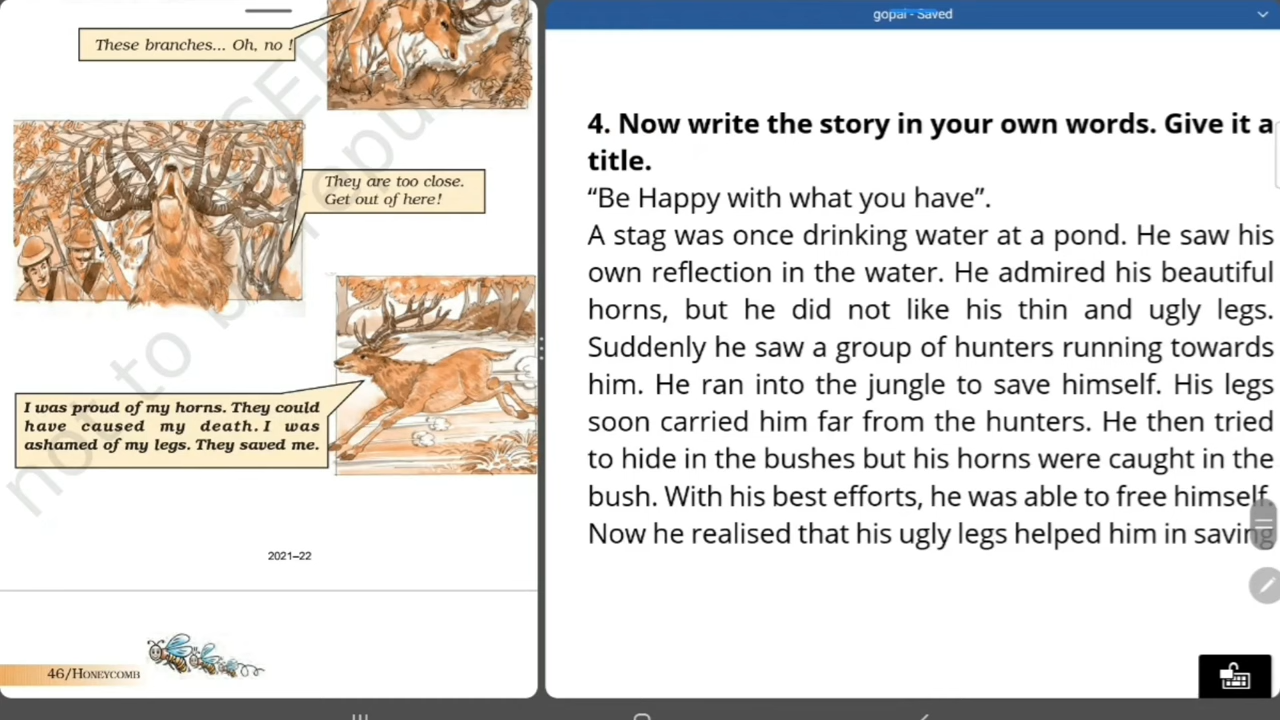 These branches... Oh, no !
They are too close.
Get out of here!
I was proud of my horns. They could
have caused my death. I was
ashamed of my legs. They saved me.
not to be republished
2021–22
46/HONEYCOMB
gopal - Saved
4. Now write the story in your own words. Give it a
title.
“Be Happy with what you have”.
A stag was once drinking water at a pond. He saw his
own reflection in the water. He admired his beautiful
horns, but he did not like his thin and ugly legs.
Suddenly he saw a group of hunters running towards
him. He ran into the jungle to save himself. His legs
soon carried him far from the hunters. He then tried
to hide in the bushes but his horns were caught in the
bush. With his best efforts, he was able to free himself.
Now he realised that his ugly legs helped him in saving